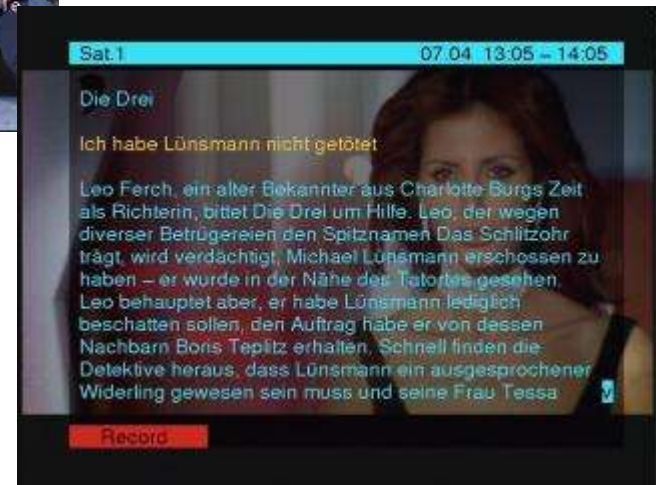 Sat.1 07.04 13:05 – 14:05
Die Drei
Ich habe Lünsmann nicht getötet
Leo Ferch, ein alter Bekannter aus Charlotte Burgs Zeit
als Richterin, bittet Die Drei um Hilfe. Leo, der wegen
diverser Betrügereien den Spitznamen Das Schlitzohr
trägt, wird verdächtigt, Michael Lünsmann erschossen zu
haben – er wurde in der Nähe des Tatortes gesehen.
Leo behauptet aber, er habe Lünsmann lediglich
beschatten sollen, den Auftrag habe er von dessen
Nachbarn Boris Teplitz erhalten. Schnell finden die
Detektive heraus, dass Lünsmann ein ausgesprochener
Widerling gewesen sein muss und seine Frau Tessa
Record